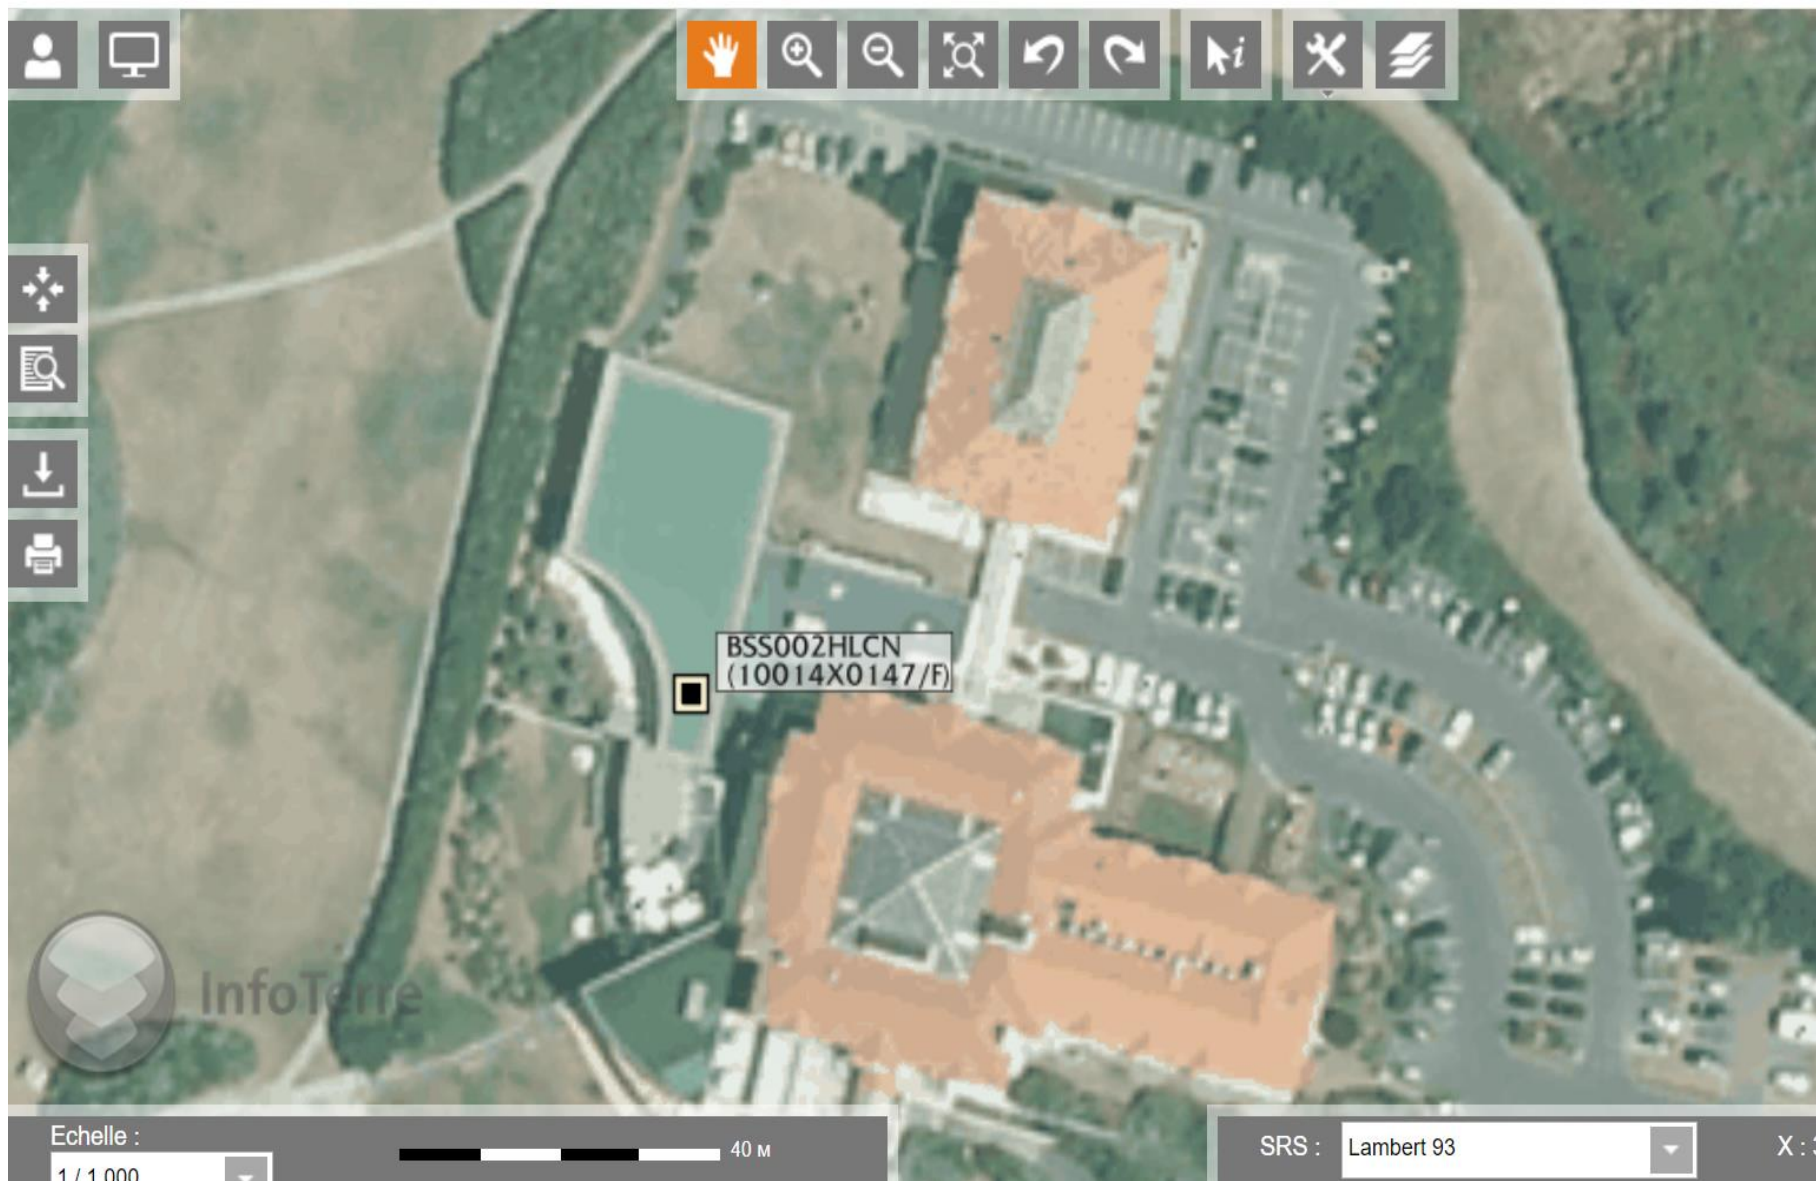 BSS002HLCN
(10014X0147/F)
InfoTerre
Echelle :
1 / 1 000
40 м
SRS :
Lambert 93
X :